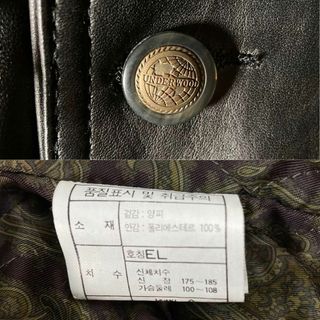 UNDERWOOD
품질표시 및 취급주의
소 재
겉감: 양피
안감: 폴리에스테르 100%
호칭 EL
치 수
신체치수
신 장 175~185
가슴둘레 100~108